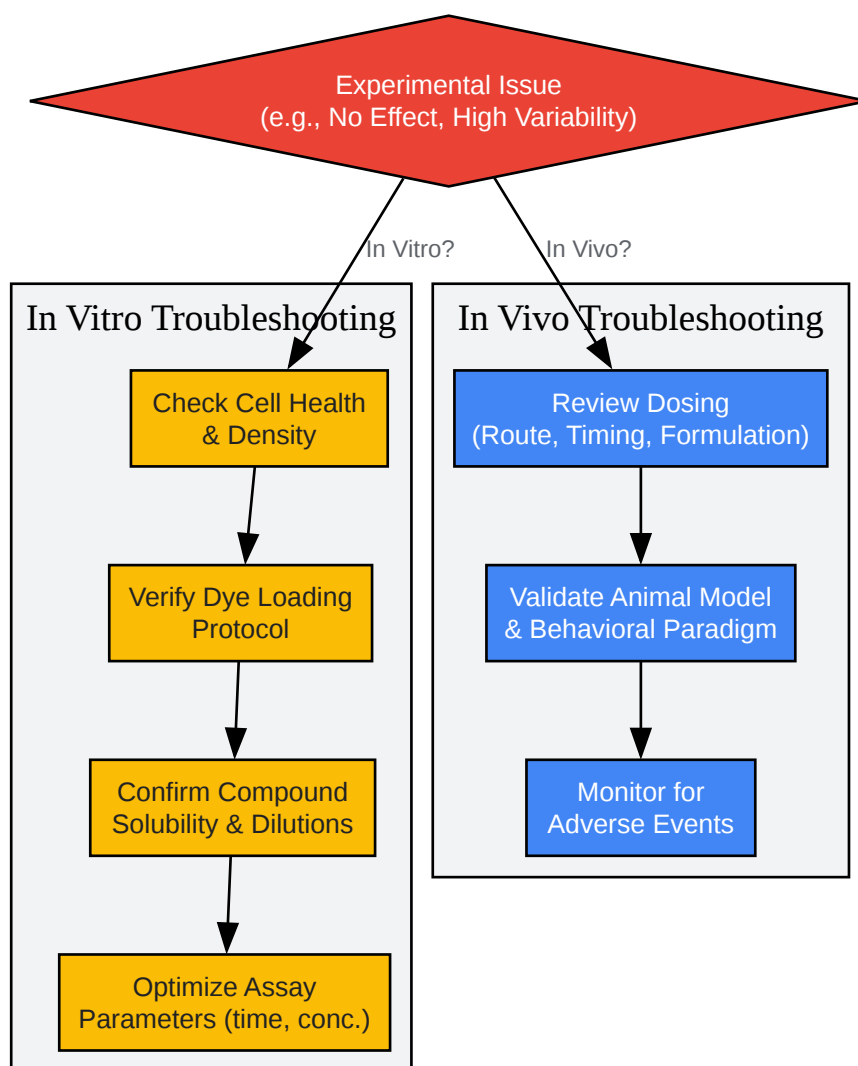 Experimental Issue
(e.g., No Effect, High Variability)
In Vitro?
In Vivo?
In Vitro Troubleshooting
Check Cell Health
& Density
Verify Dye Loading
Protocol
Confirm Compound
Solubility & Dilutions
Optimize Assay
Parameters (time, conc.)
In Vivo Troubleshooting
Review Dosing
(Route, Timing, Formulation)
Validate Animal Model
& Behavioral Paradigm
Monitor for
Adverse Events